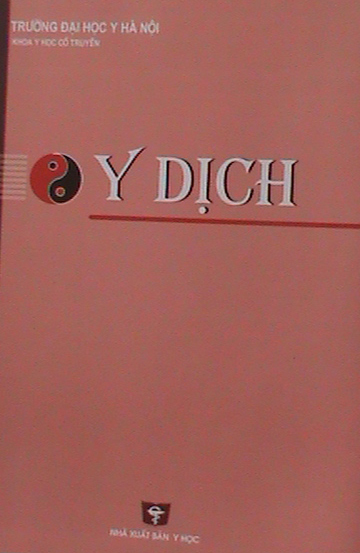 TRƯỜNG ĐẠI HỌC Y HÀ NỘI
KHOA Y HỌC CỔ TRUYỀN
Y DỊCH
NHÀ XUẤT BẢN Y HỌC